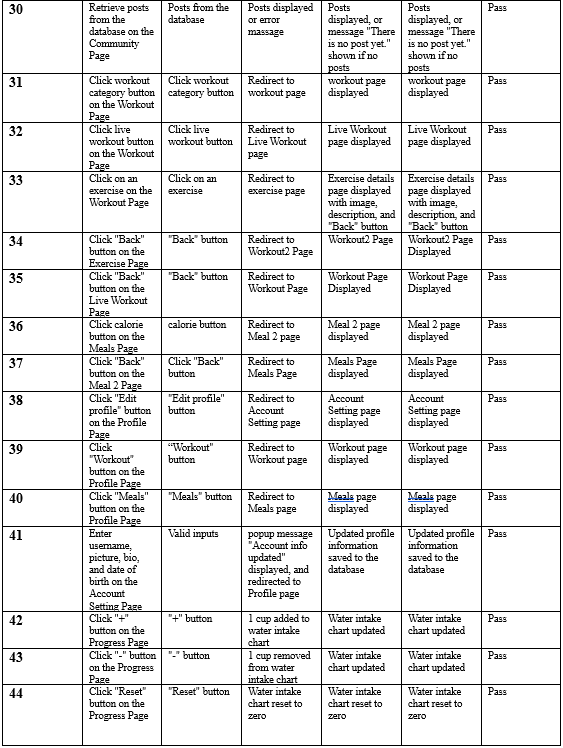 30
Retrieve posts
from the
database on the
Community
Page
Posts from the
database
Posts displayed
or error
massage
Posts
displayed, or
message "There
is no post yet."
shown if no
posts
Posts
displayed, or
message "There
is no post yet."
shown if no
posts
Pass
31
Click workout
category button
on the Workout
Page
Click workout
category button
Redirect to
workout page
workout page
displayed
workout page
displayed
Pass
32
Click live
workout button
on the Workout
Page
Click live
workout button
Redirect to
Live Workout
page
Live Workout
page displayed
Live Workout
page displayed
Pass
33
Click on an
exercise on the
Workout Page
Click on an
exercise
Redirect to
exercise page
Exercise details
page displayed
with image,
description, and
"Back" button
Exercise details
page displayed
with image,
description, and
"Back" button
Pass
34
Click "Back"
button on the
Exercise Page
"Back" button
Redirect to
Workout2 Page
Workout2 Page
Workout2 Page
Displayed
Pass
35
Click "Back"
button on the
Live Workout
Page
"Back" button
Redirect to
Workout Page
Workout Page
Displayed
Workout Page
Displayed
Pass
36
Click calorie
button on the
Meals Page
calorie button
Redirect to
Meal 2 page
Meal 2 page
displayed
Meal 2 page
displayed
Pass
37
Click "Back"
button on the
Meal 2 Page
Click "Back"
button
Redirect to
Meals Page
Meals Page
displayed
Meals Page
displayed
Pass
38
Click "Edit
profile" button
on the Profile
Page
"Edit profile"
button
Redirect to
Account
Setting page
Account
Setting page
displayed
Account
Setting page
displayed
Pass
39
Click
"Workout"
button on the
Profile Page
“Workout"
button
Redirect to
Workout page
Workout page
displayed
Workout page
displayed
Pass
40
Click "Meals"
button on the
Profile Page
"Meals" button
Redirect to
Meals page
Meals page
displayed
Meals page
displayed
Pass
41
Enter
username,
picture, bio,
and date of
birth on the
Account
Setting Page
Valid inputs
popup message
"Account info
updated"
displayed, and
redirected to
Profile page
Updated profile
information
saved to the
database
Updated profile
information
saved to the
database
Pass
42
Click "+"
button on the
Progress Page
"+" button
1 cup added to
water intake
chart
Water intake
chart updated
Water intake
chart updated
Pass
43
Click "-" button
on the Progress
Page
"-" button
1 cup removed
from water
intake chart
Water intake
chart updated
Water intake
chart updated
Pass
44
Click "Reset"
button on the
Progress Page
"Reset" button
Water intake
chart reset to
zero
Water intake
chart reset to
zero
Water intake
chart reset to
zero
Pass